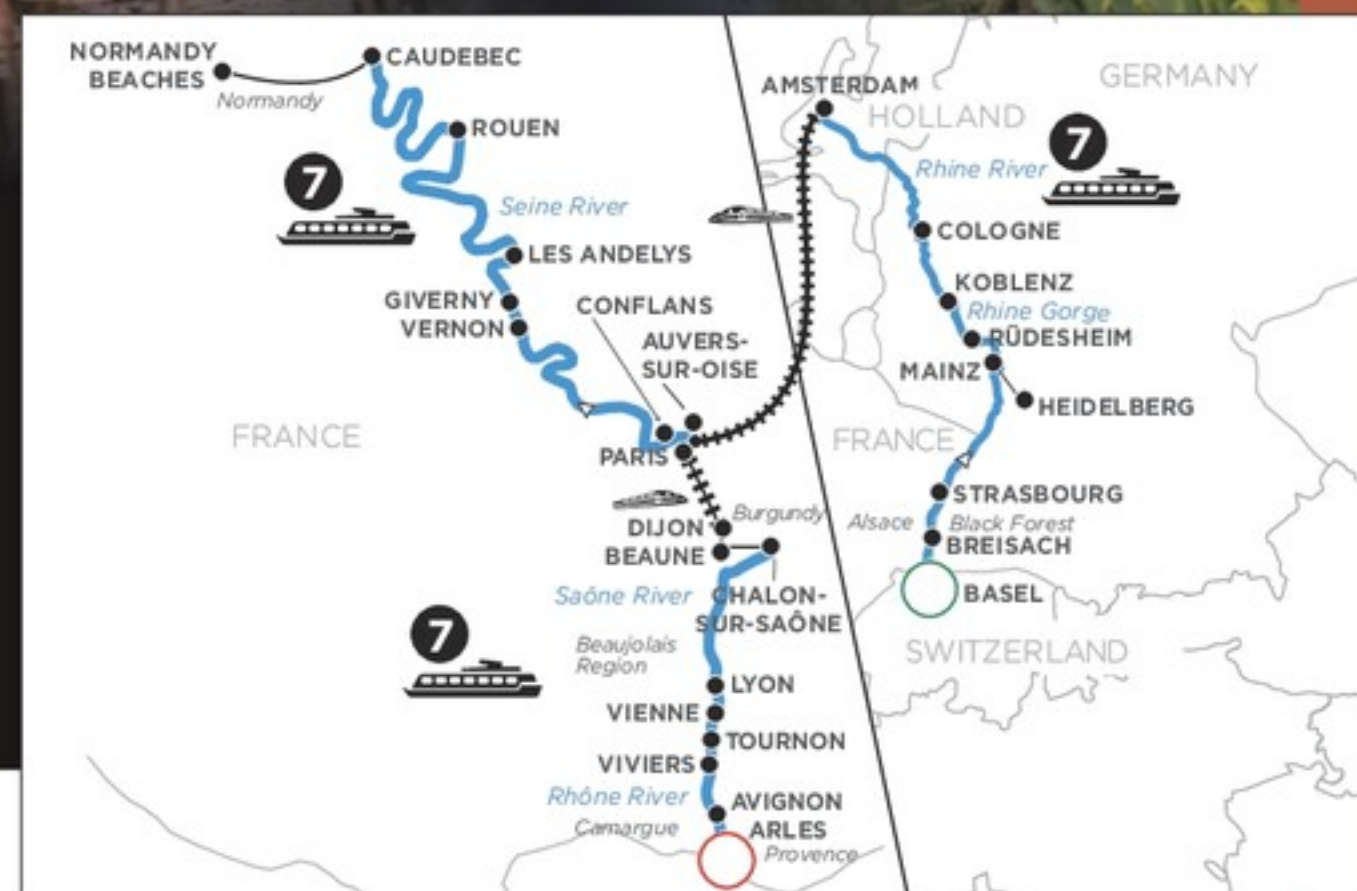 NORMANDY
BEACHES
Normandy
CAUDEBEC
ROUEN
7
Seine River
LES ANDELYS
GIVERNY
VERNON
CONFLANS
AUVERS-
SUR-OISE
FRANCE
PARIS
DIJON
BEAUNE
Burgundy
Saône River
CHALON-
SUR-SAÔNE
7
Beaujolais
Region
LYON
VIENNE
TOURNON
VIVIERS
Rhône River
AVIGNON
Camargue
ARLES
Provence
AMSTERDAM
GERMANY
HOLLAND
7
Rhine River
COLOGNE
KOBLENZ
Rhine Gorge
RÜDESHEIM
MAINZ
HEIDELBERG
FRANCE
STRASBOURG
Alsace
Black Forest
BREISACH
BASEL
SWITZERLAND